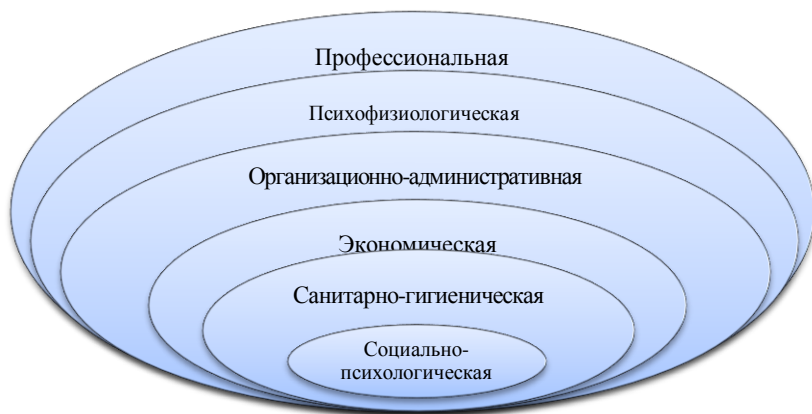 Профессиональная
Психофизиологическая
Организационно-административная
Экономическая
Санитарно-гигиеническая
Социально-
психологическая